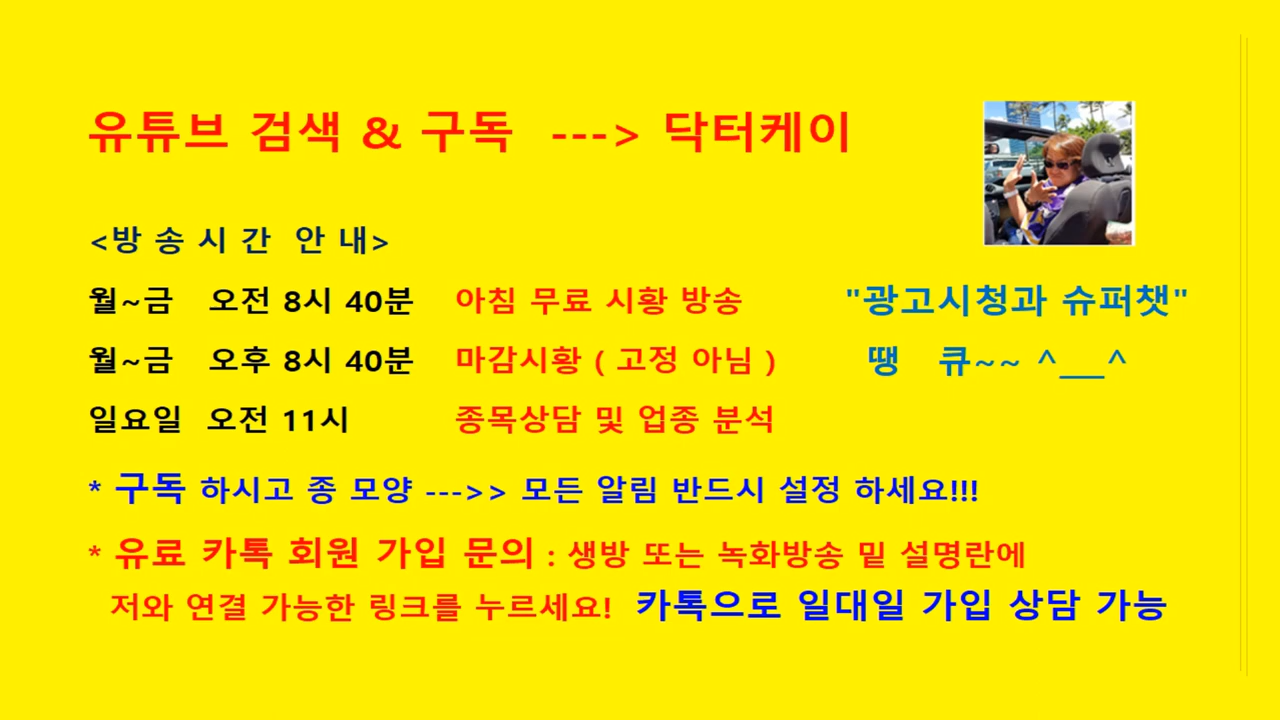 유튜브 검색 & 구독 ---> 닥터케이
<방 송 시 간 안 내>
월~금 오전 8시 40분 아침 무료 시황 방송 "광고시청과 슈퍼챗"
월~금 오후 8시 40분 마감시황 ( 고정 아님 ) 땡 큐~~ ^__^
일요일 오전 11시 종목상담 및 업종 분석
* 구독 하시고 종 모양 --->> 모든 알림 반드시 설정 하세요!!!
* 유료 카톡 회원 가입 문의 : 생방 또는 녹화방송 밑 설명란에
저와 연결 가능한 링크를 누르세요! 카톡으로 일대일 가입 상담 가능